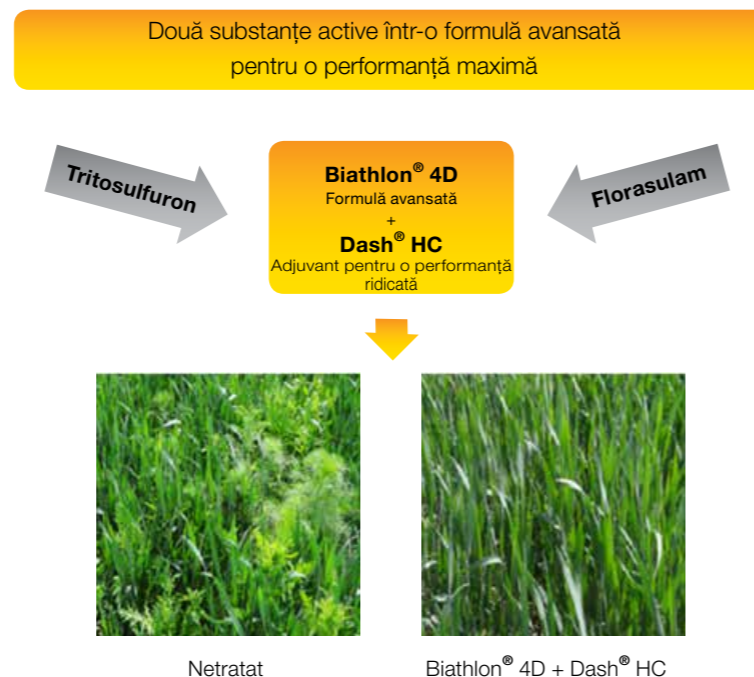 Două substanțe active într-o formulă avansată
pentru o performanță maximă
Tritosulfuron
Florasulam
Biathlon® 4D
Formulă avansată
+
Dash® HC
Adjuvant pentru o performanță
ridicată
Netratat
Biathlon® 4D + Dash® HC